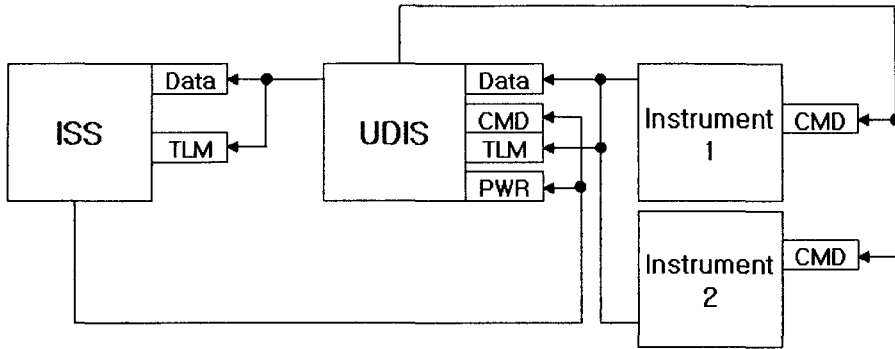 ISS
Data
TLM
UDIS
Data
CMD
TLM
PWR
Instrument
1
CMD
Instrument
2
CMD